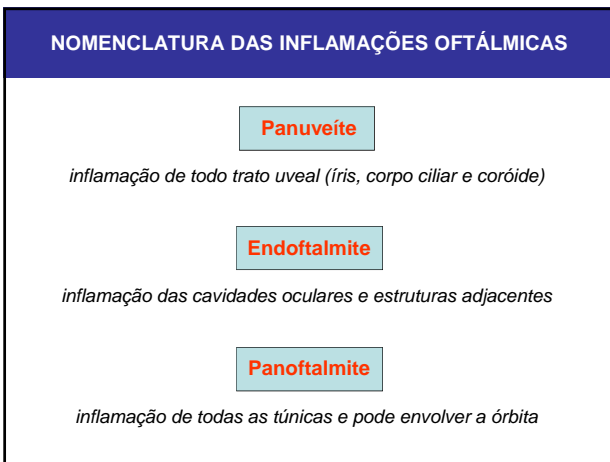 NOMENCLATURA DAS INFLAMAÇÕES OFTÁLMICAS
Panuveíte
inflamação de todo trato uveal (íris, corpo ciliar e coróide)
Endoftalmite
inflamação das cavidades oculares e estruturas adjacentes
Panoftalmite
inflamação de todas as túnicas e pode envolver a órbita